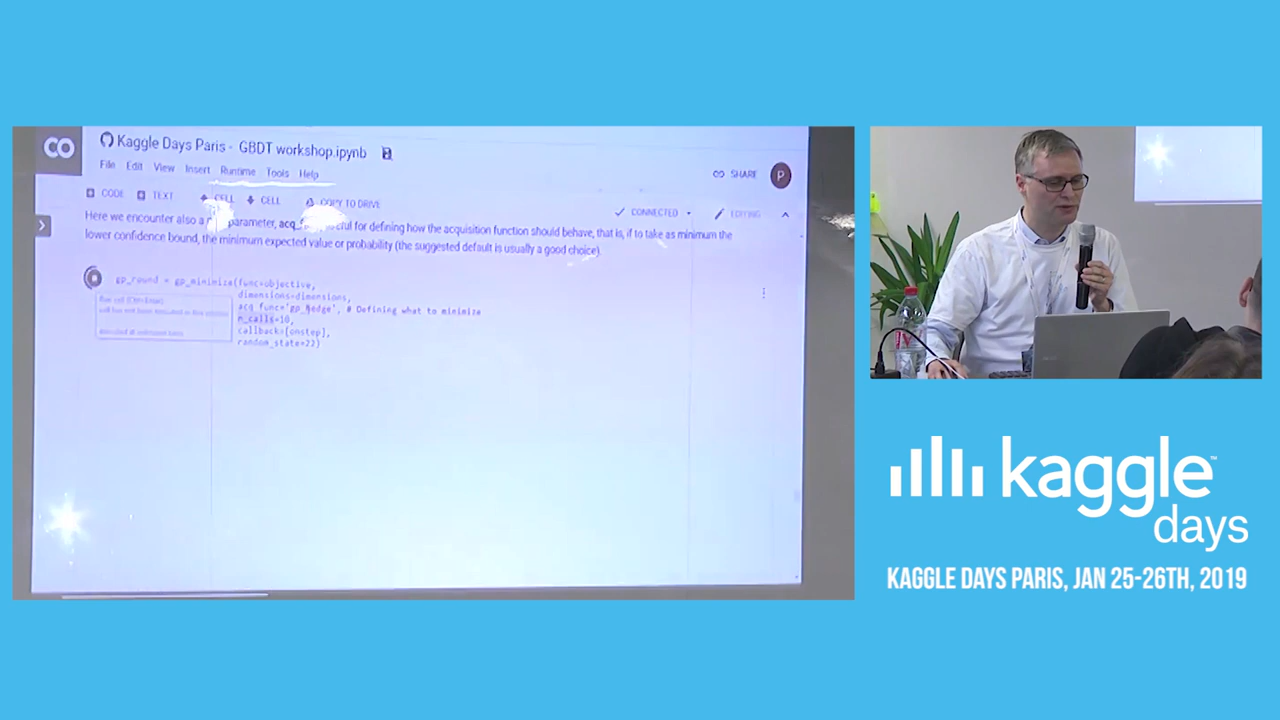 CO
Kaggle Days Paris - GBDT workshop.ipynb
File Edit View Insert Runtime Tools Help
SHARE
P
CODE TEXT CELL CELL COPY TO DRIVE
CONNECTED
EDITING
Here we encounter also a parameter, for defining how the acquisition function should behave, that is, if to take as minimum the
lower confidence bound, the minimum expected value or probability (the suggested default is usually a good choice).
gp_round = gp_minimize(func=objective,
dimensions=dimensions,
acq_func='gp_hedge', # Defining what to minimize
n_calls=10,
callback=[onstep],
random_state=22)
kaggle™
days
KAGGLE DAYS PARIS, JAN 25-26TH, 2019